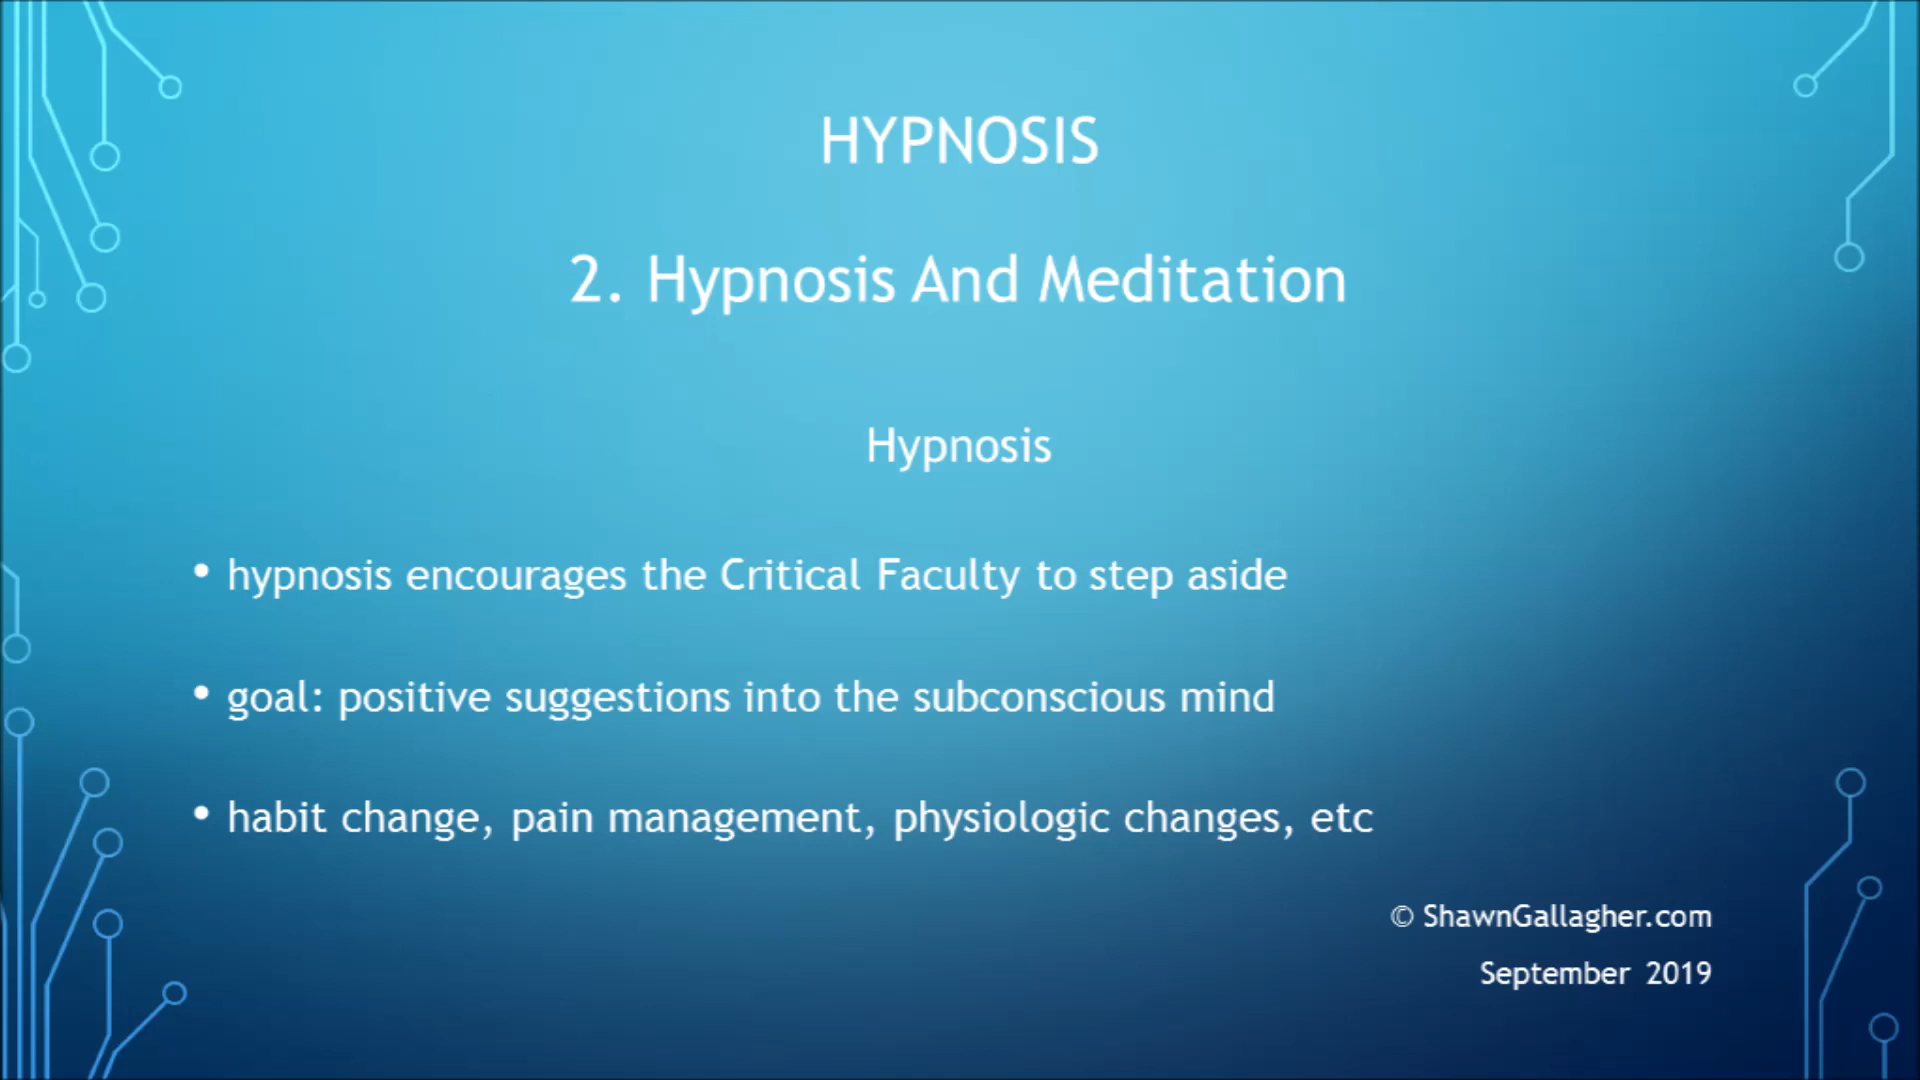 HYPNOSIS
2. Hypnosis And Meditation
Hypnosis
• hypnosis encourages the Critical Faculty to step aside
• goal: positive suggestions into the subconscious mind
• habit change, pain management, physiologic changes, etc
© ShawnGallagher.com
September 2019